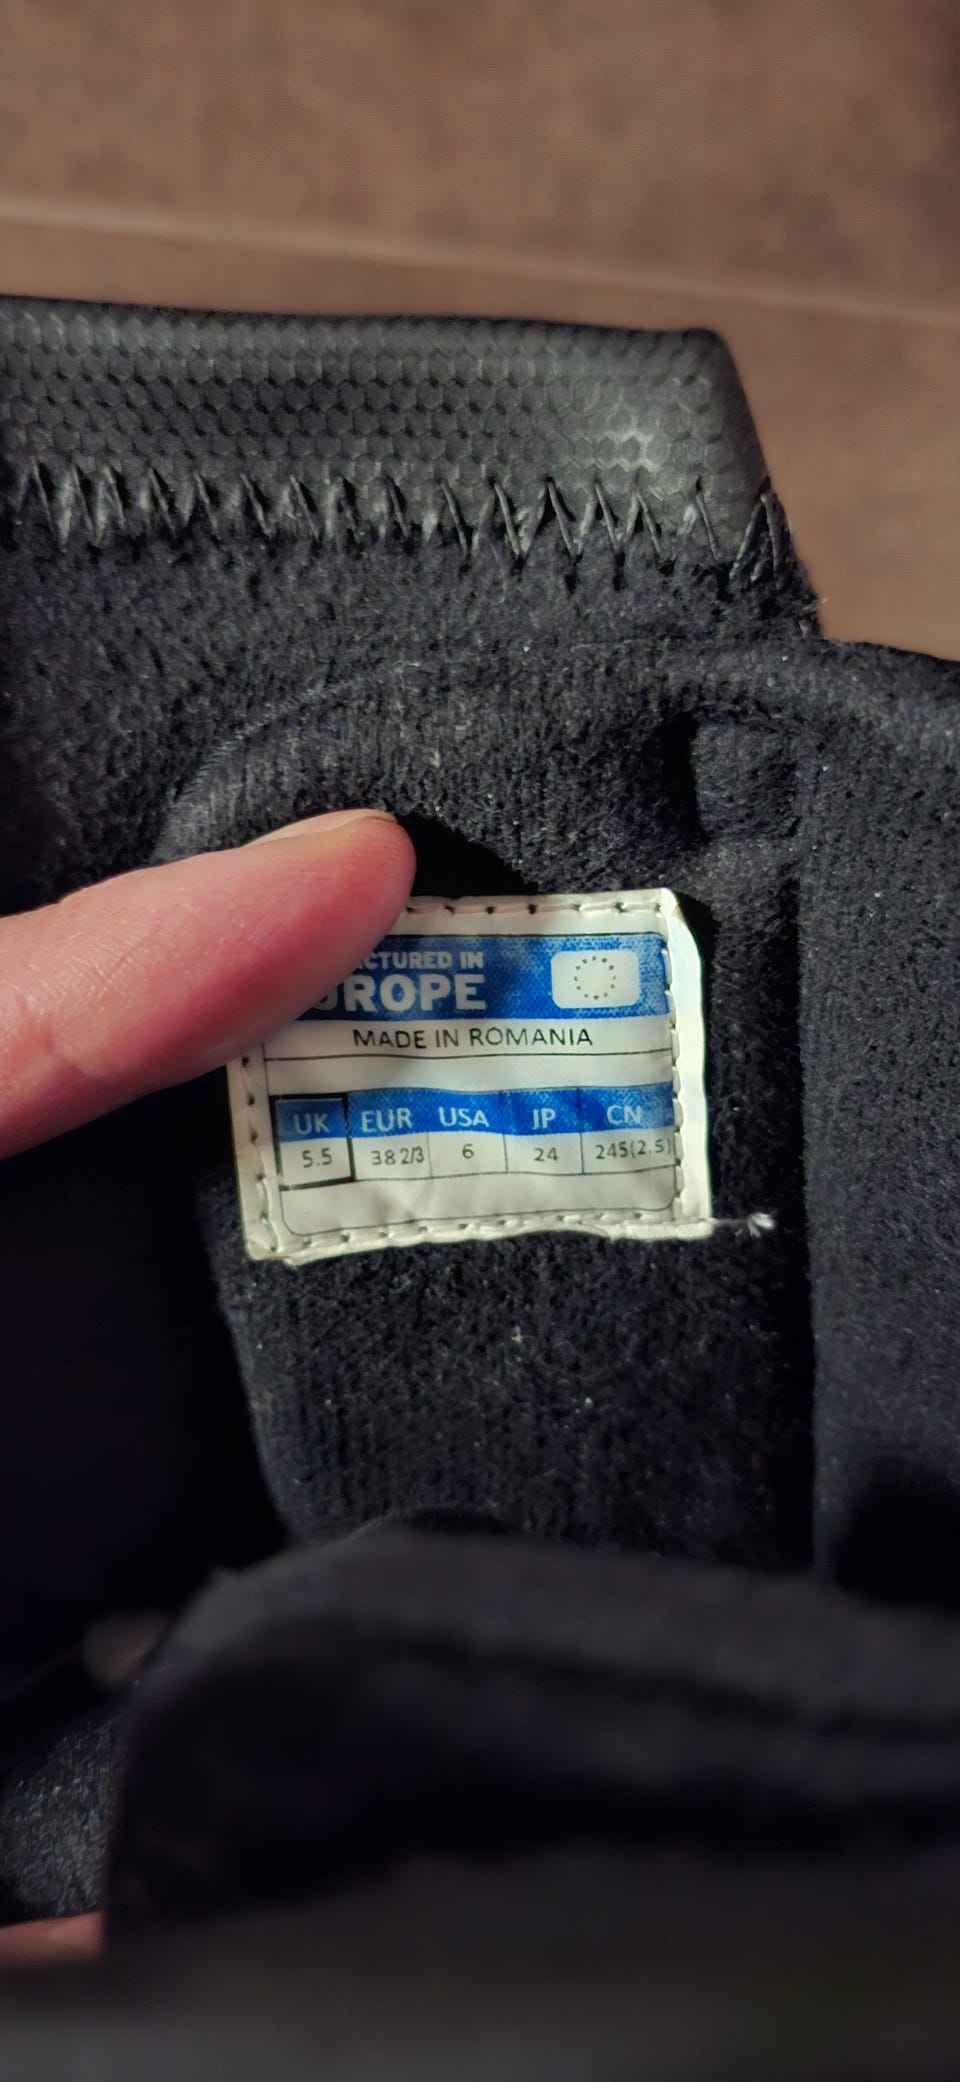 CTURED IN
UROPE
MADE IN ROMANIA
UK EUR USA JP CN
5.5 38 2/3 6 24 245(2.5)